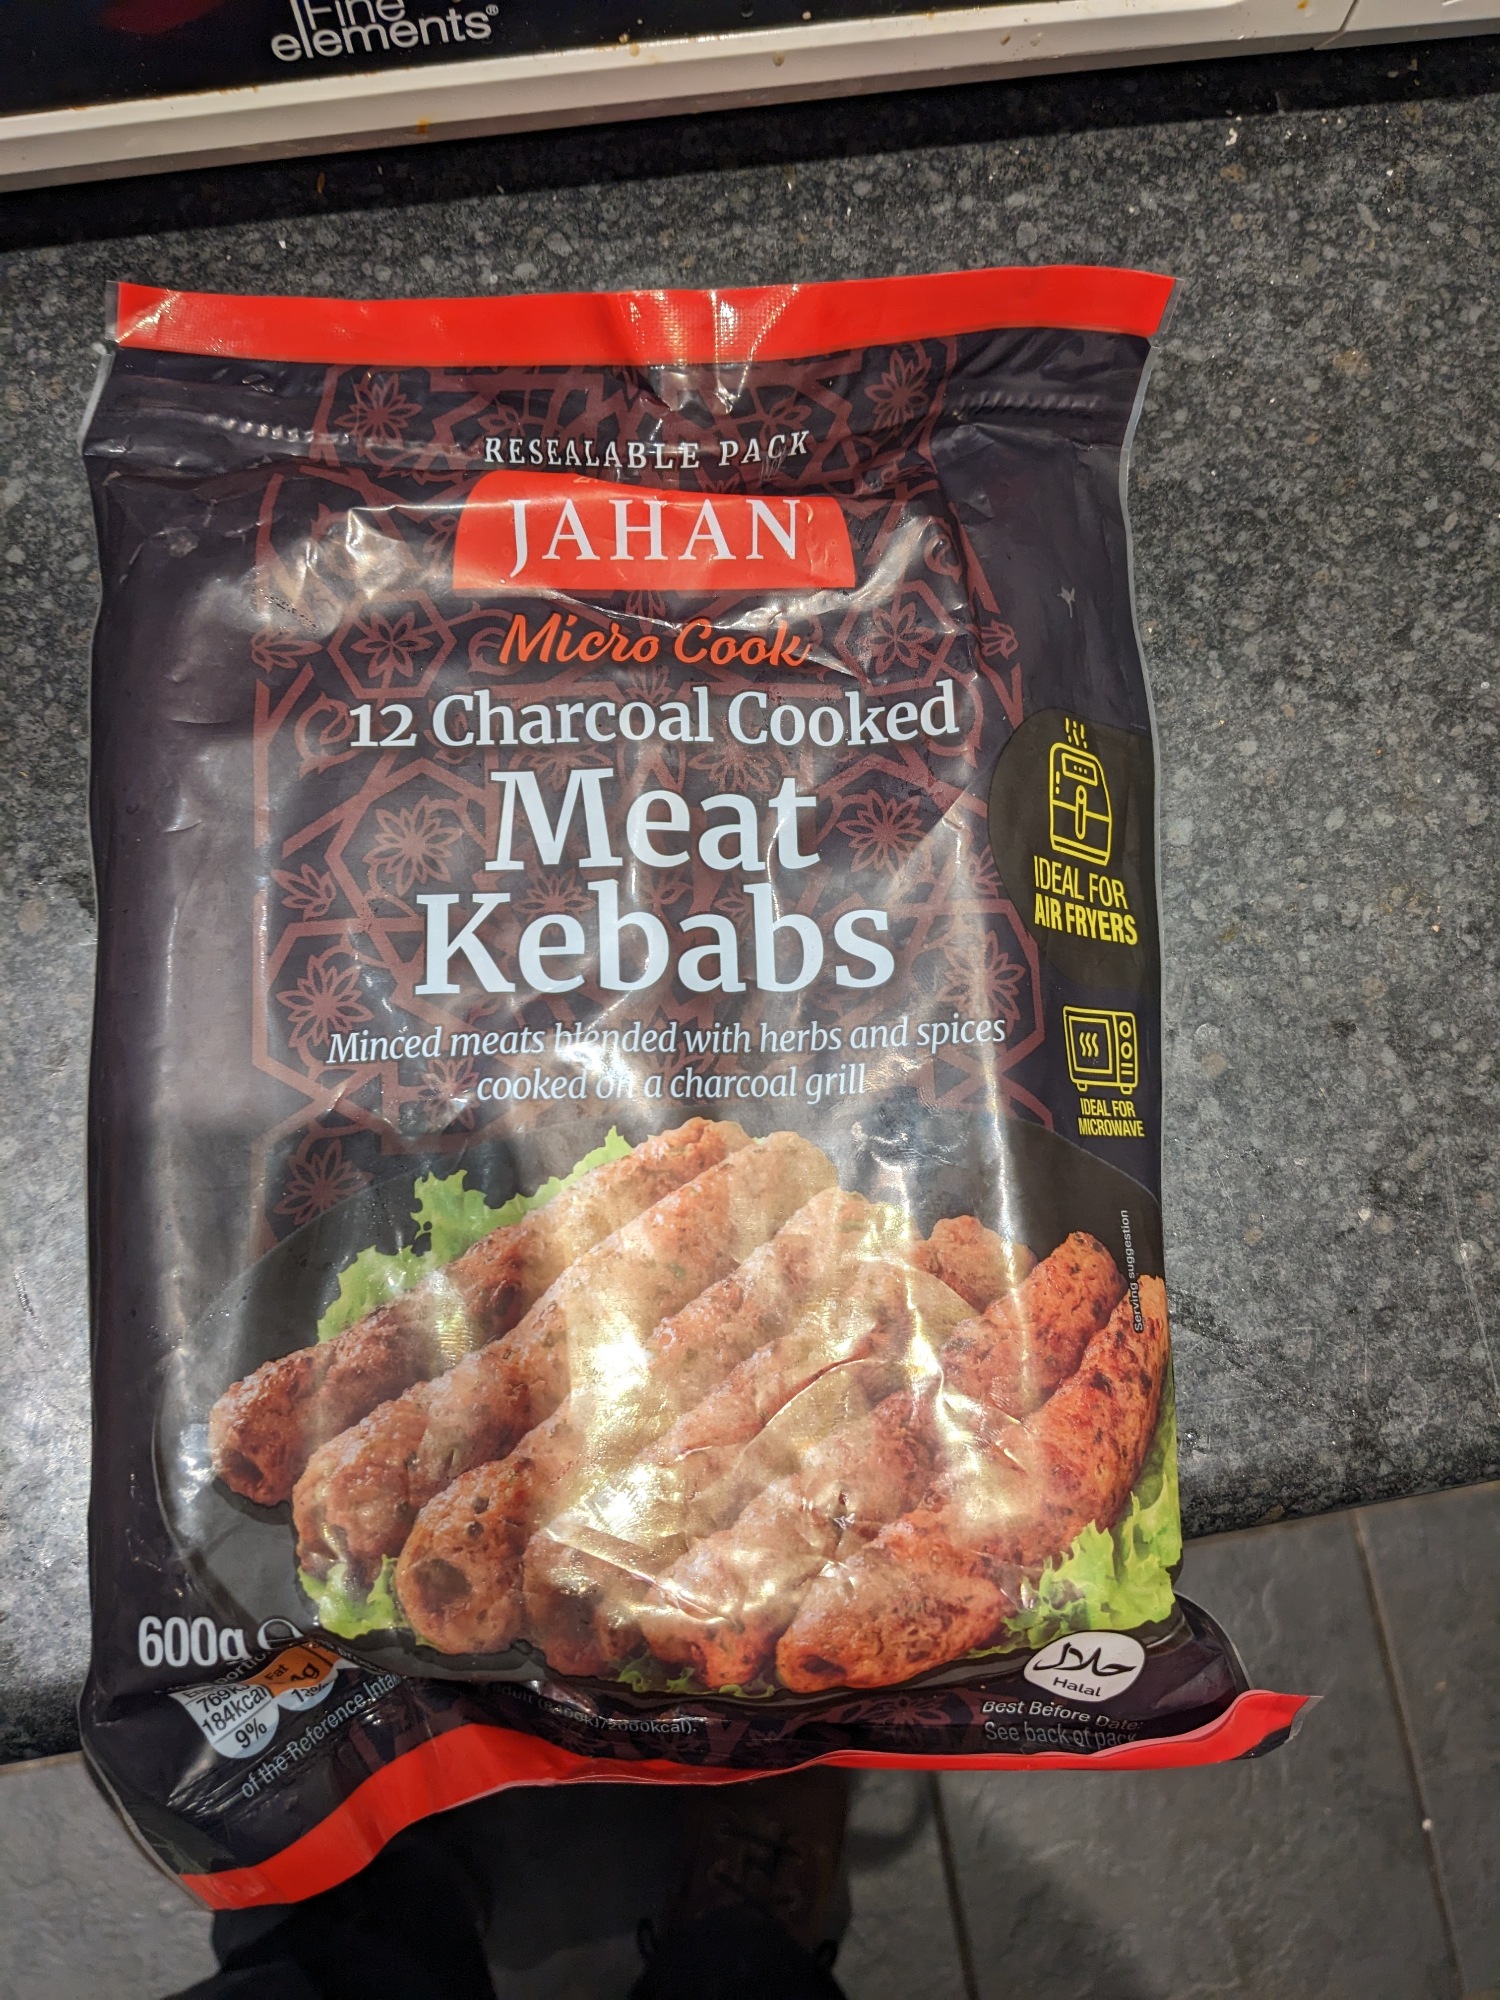 Fine
elements®
RESEALABLE PACK
JAHAN
Micro Cook
12 Charcoal Cooked
Meat
Kebabs
Minced meats blended with herbs and spices
cooked on a charcoal grill
IDEAL FOR
AIR FRYERS
IDEAL FOR
MICROWAVE
Serving suggestion
600g ℮
184kcal
9%
Fat
of the Reference
حلال
Halal
Best Before Date:
See back of pack